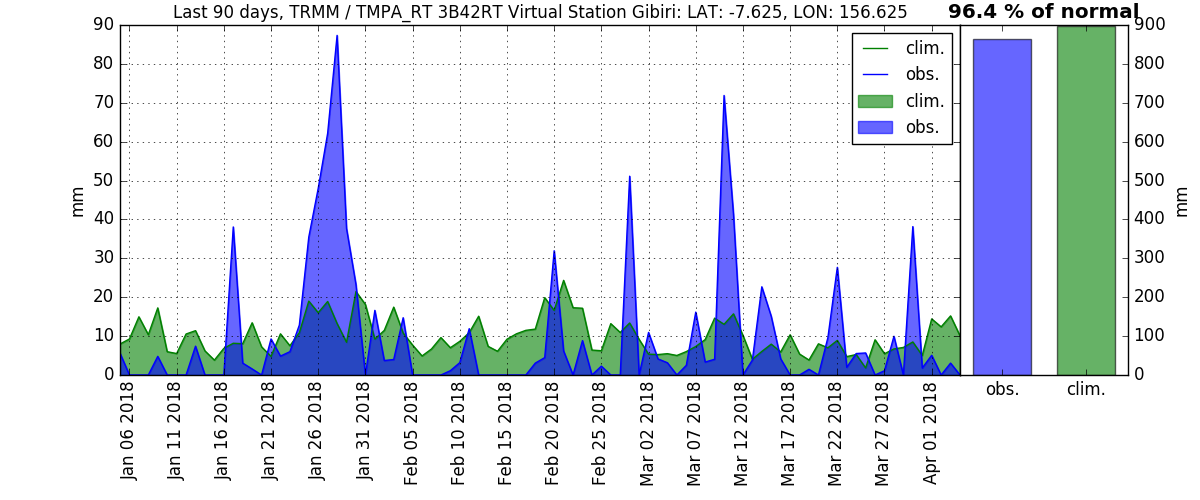 Last 90 days, TRMM / TMPA_RT 3B42RT Virtual Station Gibiri: LAT: -7.625, LON: 156.625
96.4 % of normal
90
80
70
60
50
40
30
20
10
0
mm
clim.
obs.
clim.
obs.
900
800
700
600
500
400
300
200
100
0
mm
Jan 06 2018
Jan 11 2018
Jan 16 2018
Jan 21 2018
Jan 26 2018
Jan 31 2018
Feb 05 2018
Feb 10 2018
Feb 15 2018
Feb 20 2018
Feb 25 2018
Mar 02 2018
Mar 07 2018
Mar 12 2018
Mar 17 2018
Mar 22 2018
Mar 27 2018
Apr 01 2018
obs.
clim.